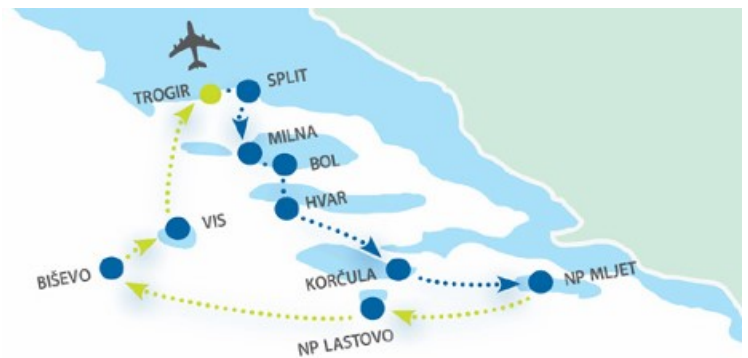 TROGIR
SPLIT
MILNA
BOL
HVAR
VIS
BIŠEVO
KORČULA
NP MLJET
NP LASTOVO